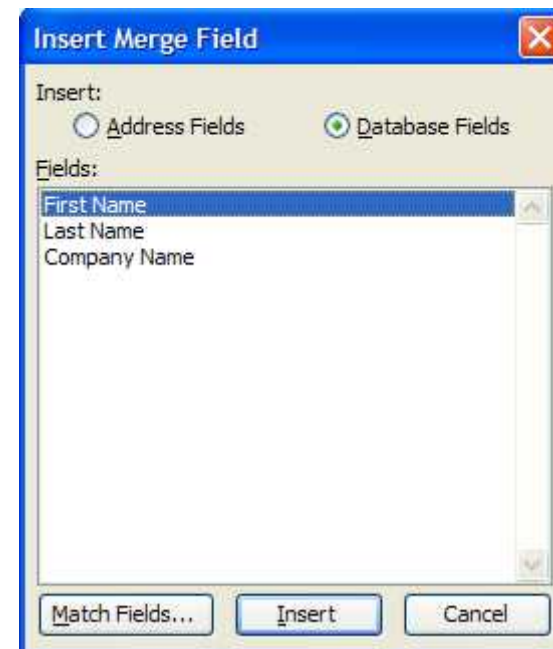 Insert Merge Field
Insert:
Address Fields Database Fields
Fields:
First Name
Last Name
Company Name
Match Fields... Insert Cancel